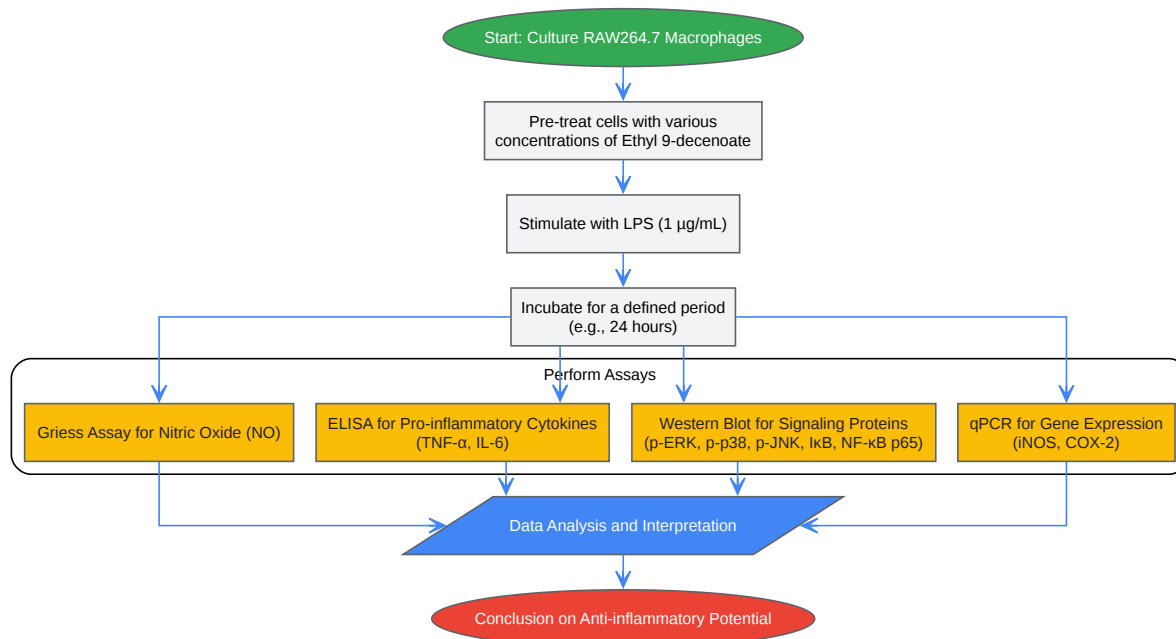 Start: Culture RAW264.7 Macrophages
Pre-treat cells with various
concentrations of Ethyl 9-decenoate
Stimulate with LPS (1 µg/mL)
Incubate for a defined period
(e.g., 24 hours)
Perform Assays
Griess Assay for Nitric Oxide (NO)
ELISA for Pro-inflammatory Cytokines
(TNF-α, IL-6)
Western Blot for Signaling Proteins
(p-ERK, p-p38, p-JNK, IκB, NF-κB p65)
qPCR for Gene Expression
(iNOS, COX-2)
Data Analysis and Interpretation
Conclusion on Anti-inflammatory Potential